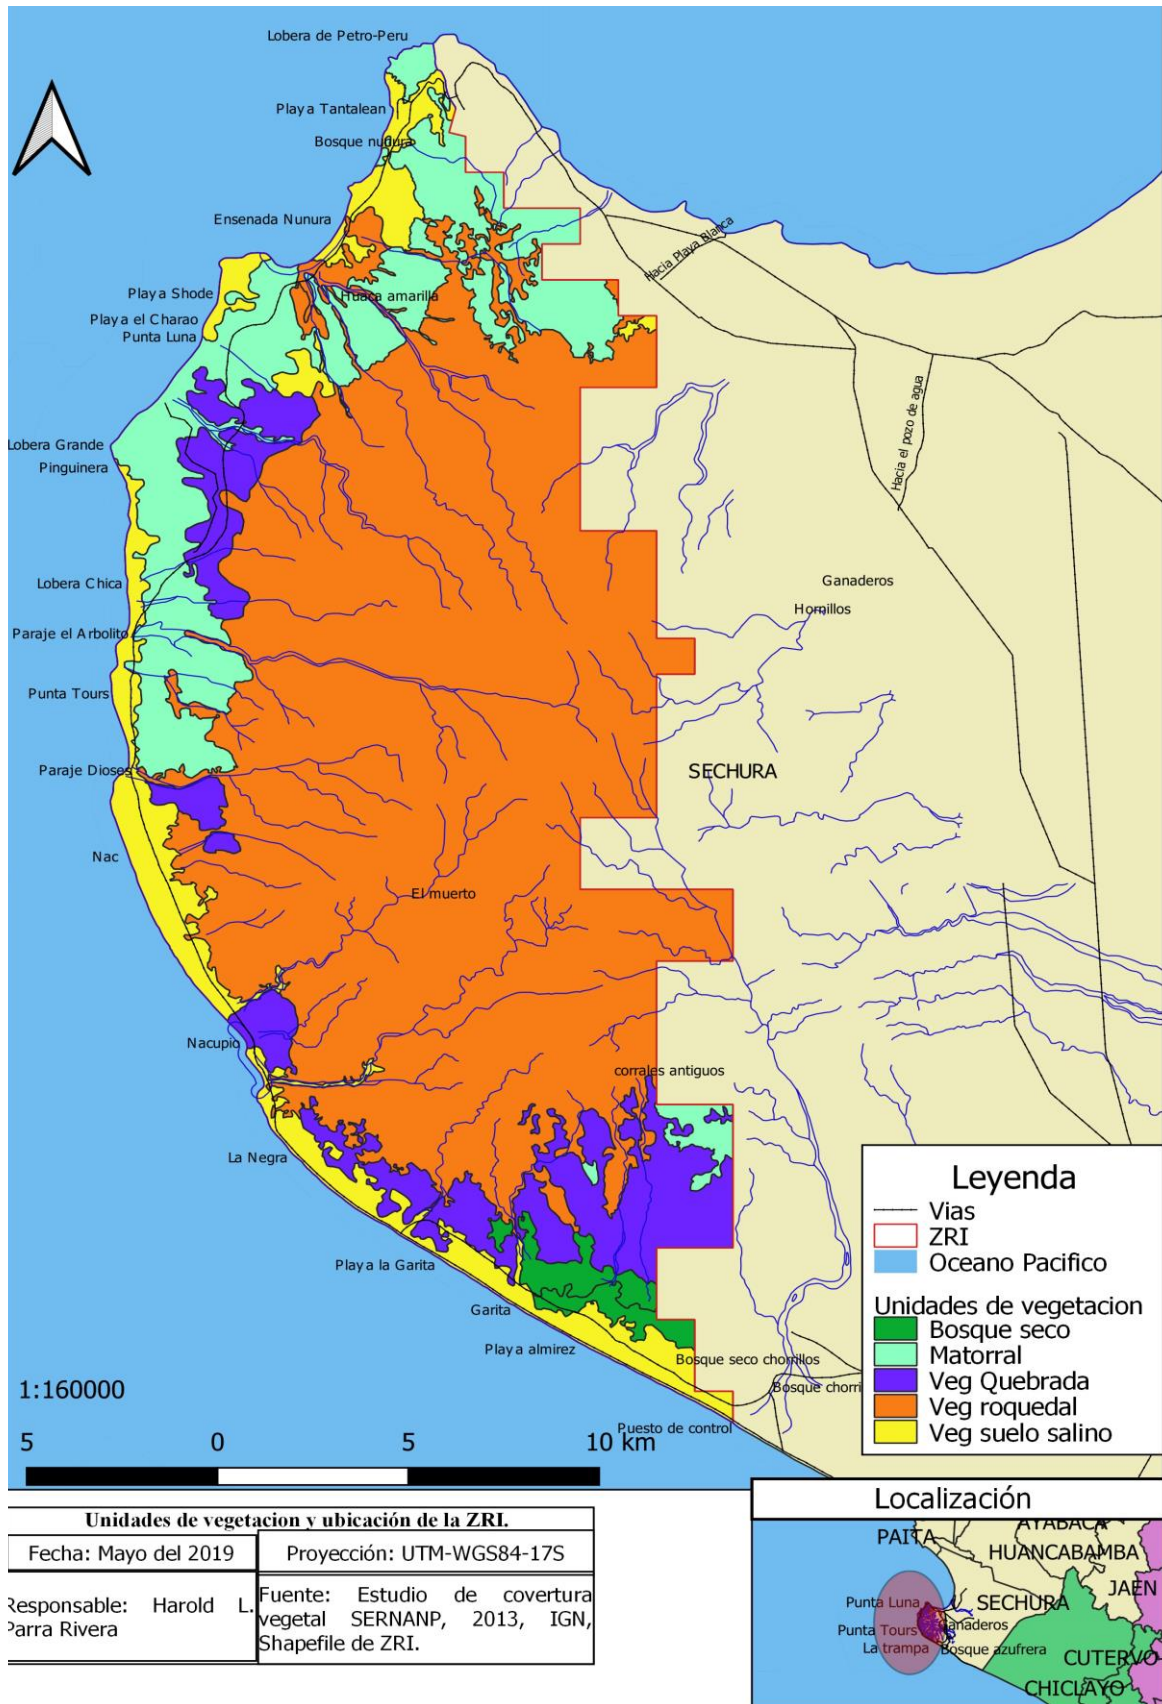 Lobera de Petro-Peru
Playa Tantalean
Bosque nunura
Ensenada Nunura
Hacia Playa Blanca
Playa Shode
Huaca amarilla
Playa el Charao
Punta Luna
Hacia el pozo de agua
Lobera Grande
Pinguinera
Lobera Chica
Ganaderos
Hornillos
Paraje el Arbolito
Punta Tours
Paraje Dioses
SECHURA
Nac
El muerto
Nacupio
corrales antiguos
La Negra
Playa la Garita
Garita
Playa almirez
Bosque seco chorrillos
Bosque chorri
Puesto de control
Leyenda
Vias
ZRI
Oceano Pacifico
Unidades de vegetacion
Bosque seco
Matorral
Veg Quebrada
Veg roquedal
Veg suelo salino
1:160000
5 0 5 10 km
Unidades de vegetacion y ubicación de la ZRI.
Fecha: Mayo del 2019
Proyección: UTM-WGS84-17S
Responsable: Harold L.
Parra Rivera
Fuente: Estudio de covertura
vegetal SERNANP, 2013, IGN,
Shapefile de ZRI.
Localización
PAITA
AYABACA
HUANCABAMBA
JAEN
Punta Luna
SECHURA
Ganaderos
Punta Tours
La trampa
Bosque azufrera
CUTERVO
CHICLAYO